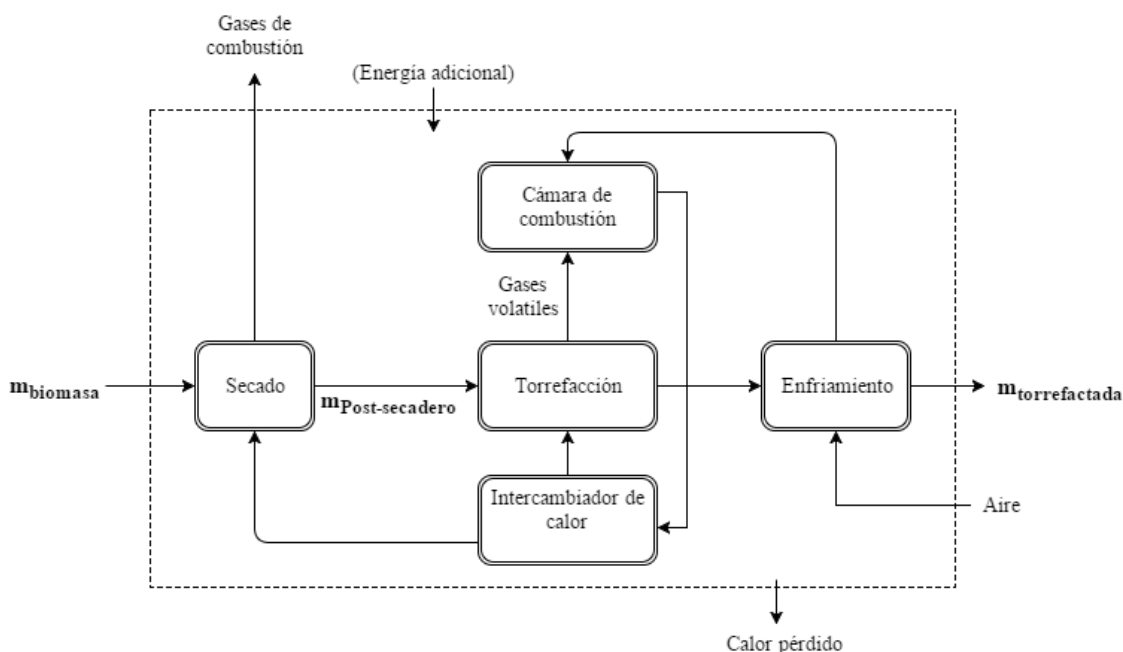 Gases de
combustión
(Energía adicional)
Cámara de
combustión
Gases
volatiles
m_biomasa
Secado
m_Post-secadero
Torrefacción
Enfriamiento
m_torrefactada
Intercambiador de
calor
Aire
Calor pérdido